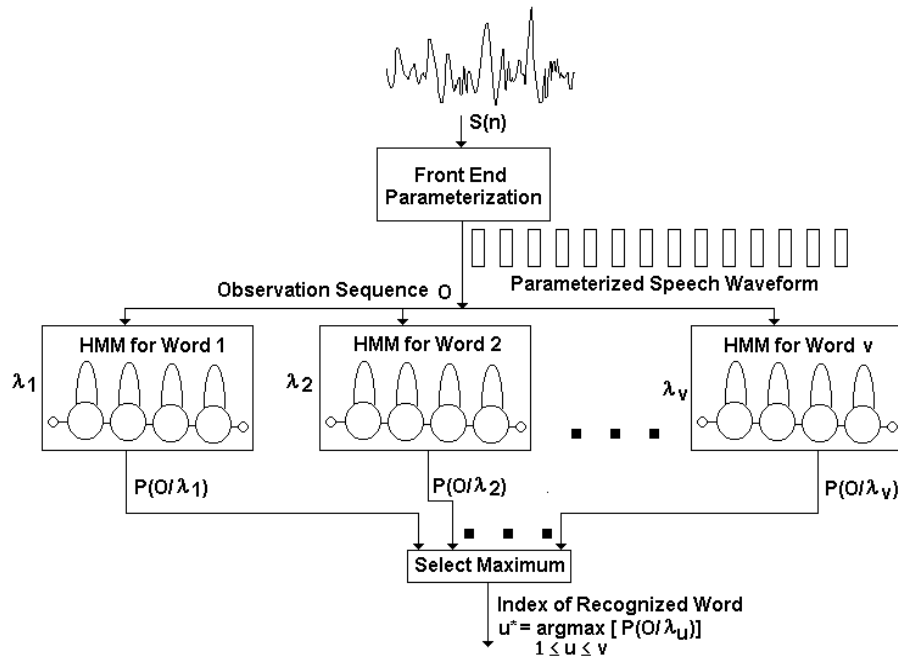 S(n)
Front End
Parameterization
Parameterized Speech Waveform
Observation Sequence O
HMM for Word 1
HMM for Word 2
HMM for Word v
λ1
λ2
λv
P(O/λ1)
P(O/λ2)
P(O/λv)
Select Maximum
Index of Recognized Word
u* = argmax [ P(O/λu)]
1 ≤ u ≤ v